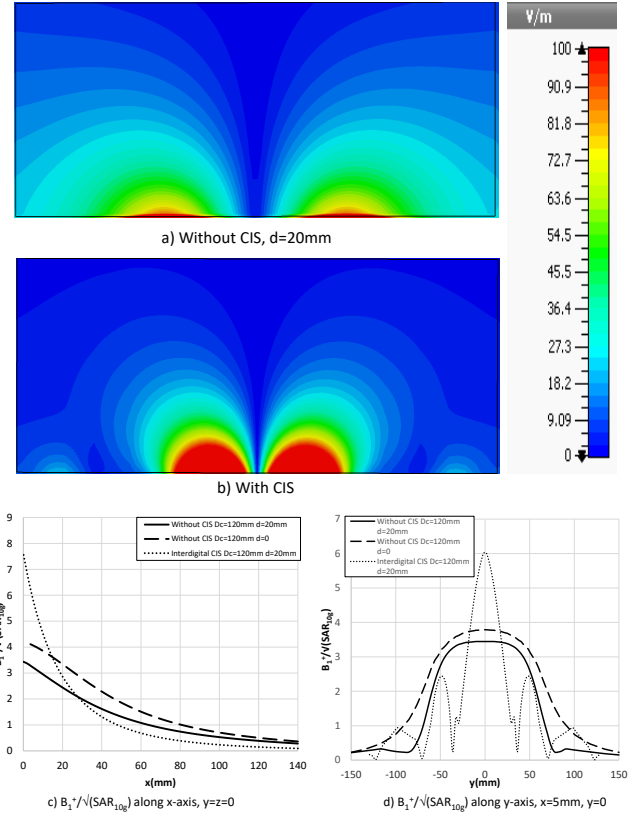 V/m
100
90.9
81.8
72.7
63.6
54.5
45.5
36.4
27.3
18.2
9.09
0
a) Without CIS, d=20mm
b) With CIS
9
8
7
6
5
4
3
2
1
0
0 20 40 60 80 100 120 140
x(mm)
Without CIS Dc=120mm d=20mm
Without CIS Dc=120mm d=0
Interdigital CIS Dc=120mm d=20mm
c) B₁⁺/√(SAR₁₀g) along x-axis, y=z=0
7
6
5
4
3
2
1
0
B₁⁺/√(SAR₁₀g)
-150 -100 -50 0 50 100 150
y(mm)
Without CIS Dc=120mm
d=20mm
Without CIS Dc=120mm
d=0
Interdigital CIS Dc=120mm
d=20mm
d) B₁⁺/√(SAR₁₀g) along y-axis, x=5mm, y=0